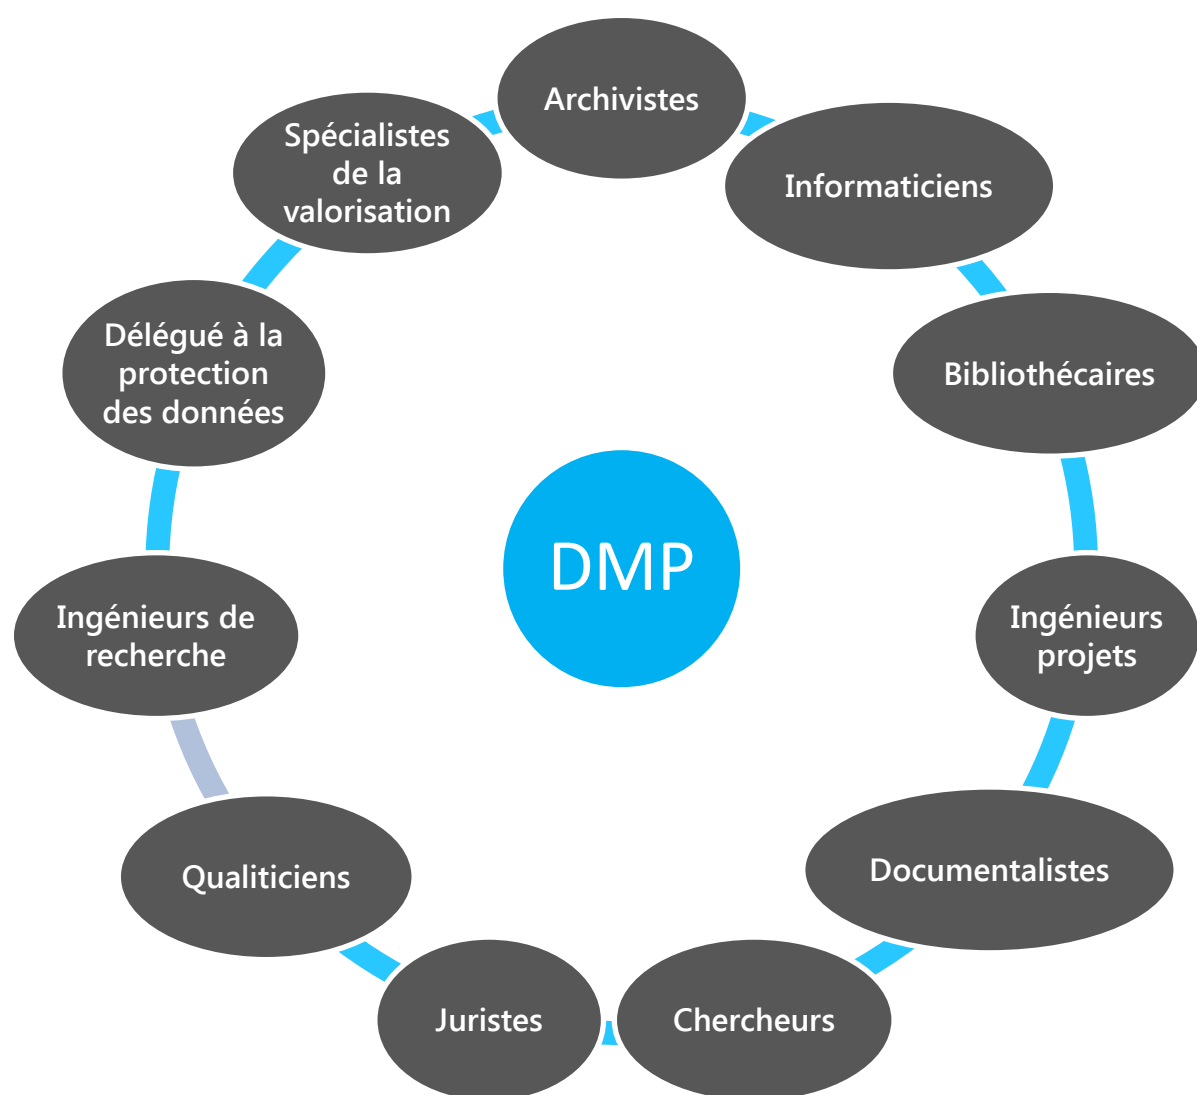 Archivistes
Informaticiens
Bibliothécaires
Ingénieurs
projets
Documentalistes
Chercheurs
Juristes
Qualiticiens
Ingénieurs de
recherche
Délégué à la
protection
des données
Spécialistes
de la
valorisation
DMP